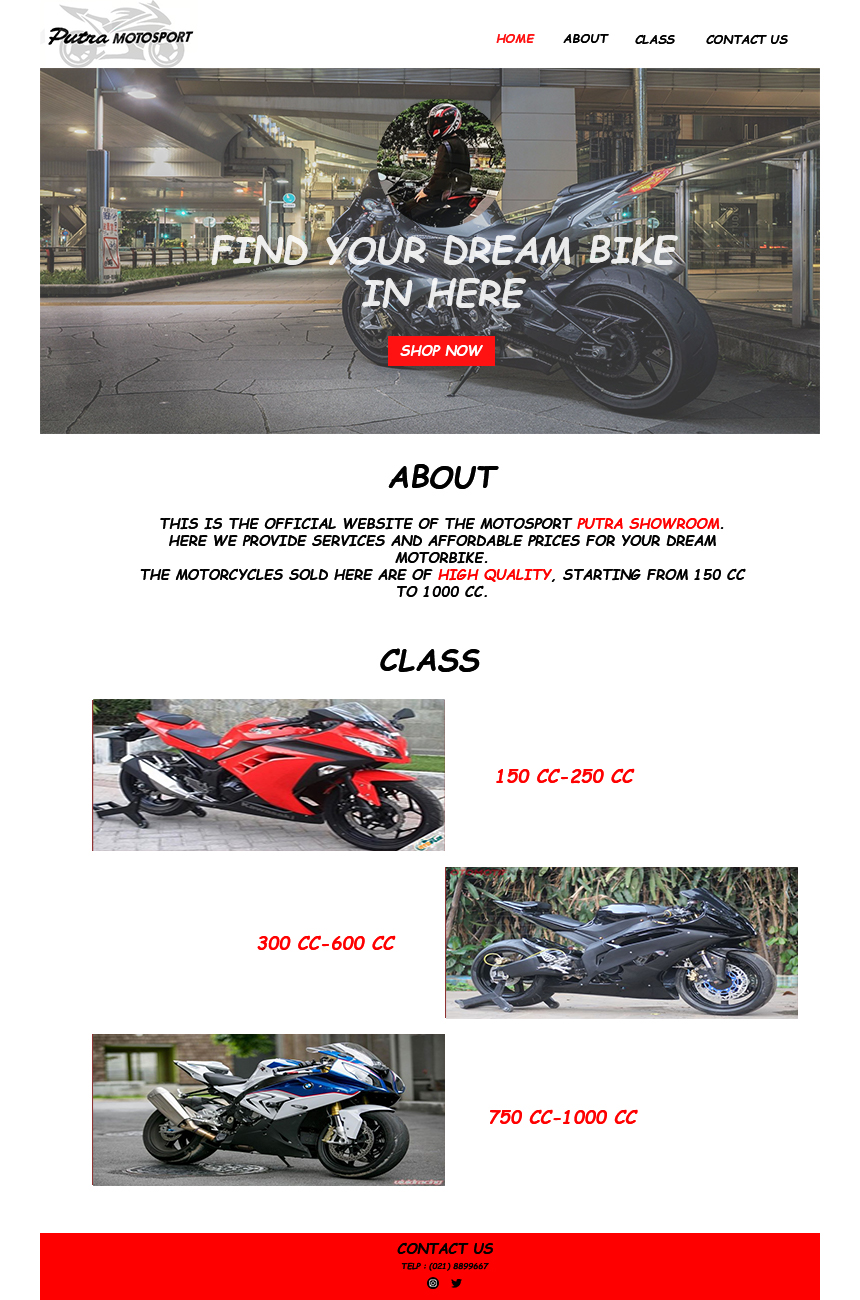 Putra MOTOSPORT
HOME ABOUT CLASS CONTACT US
FIND YOUR DREAM BIKE
IN HERE
SHOP NOW
ABOUT
THIS IS THE OFFICIAL WEBSITE OF THE MOTOSPORT PUTRA SHOWROOM.
HERE WE PROVIDE SERVICES AND AFFORDABLE PRICES FOR YOUR DREAM
MOTORBIKE.
THE MOTORCYCLES SOLD HERE ARE OF HIGH QUALITY, STARTING FROM 150 CC
TO 1000 CC.
CLASS
150 CC-250 CC
300 CC-600 CC
750 CC-1000 CC
CONTACT US
TELP : (021) 8899667